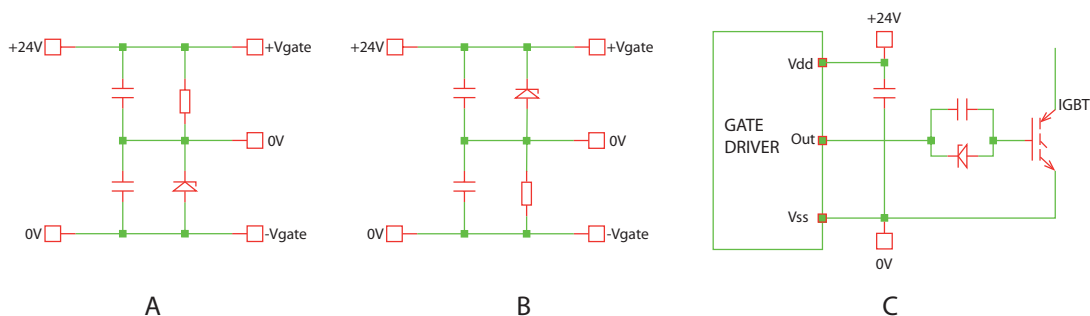 +24V
+Vgate
0V
0V
-Vgate
A
+24V
+Vgate
0V
0V
-Vgate
B
+24V
Vdd
GATE
DRIVER
Out
IGBT
Vss
0V
C